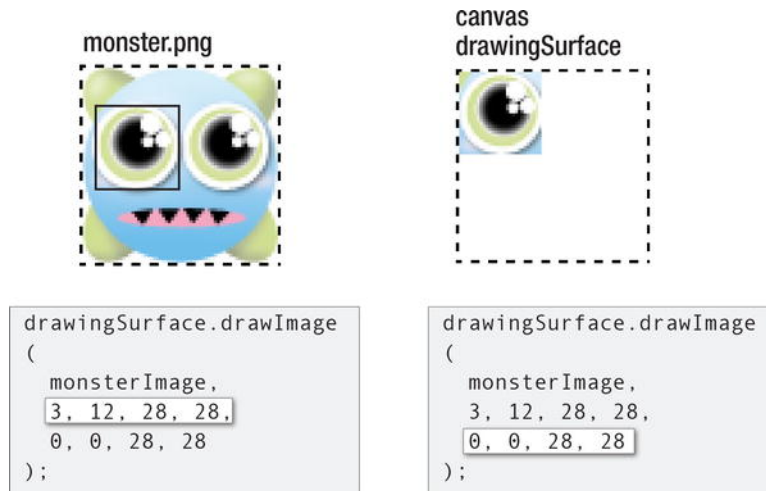 monster.png
canvas
drawingSurface
drawingSurface.drawImage
(
monsterImage,
3, 12, 28, 28,
0, 0, 28, 28
);
drawingSurface.drawImage
(
monsterImage,
3, 12, 28, 28,
0, 0, 28, 28
);